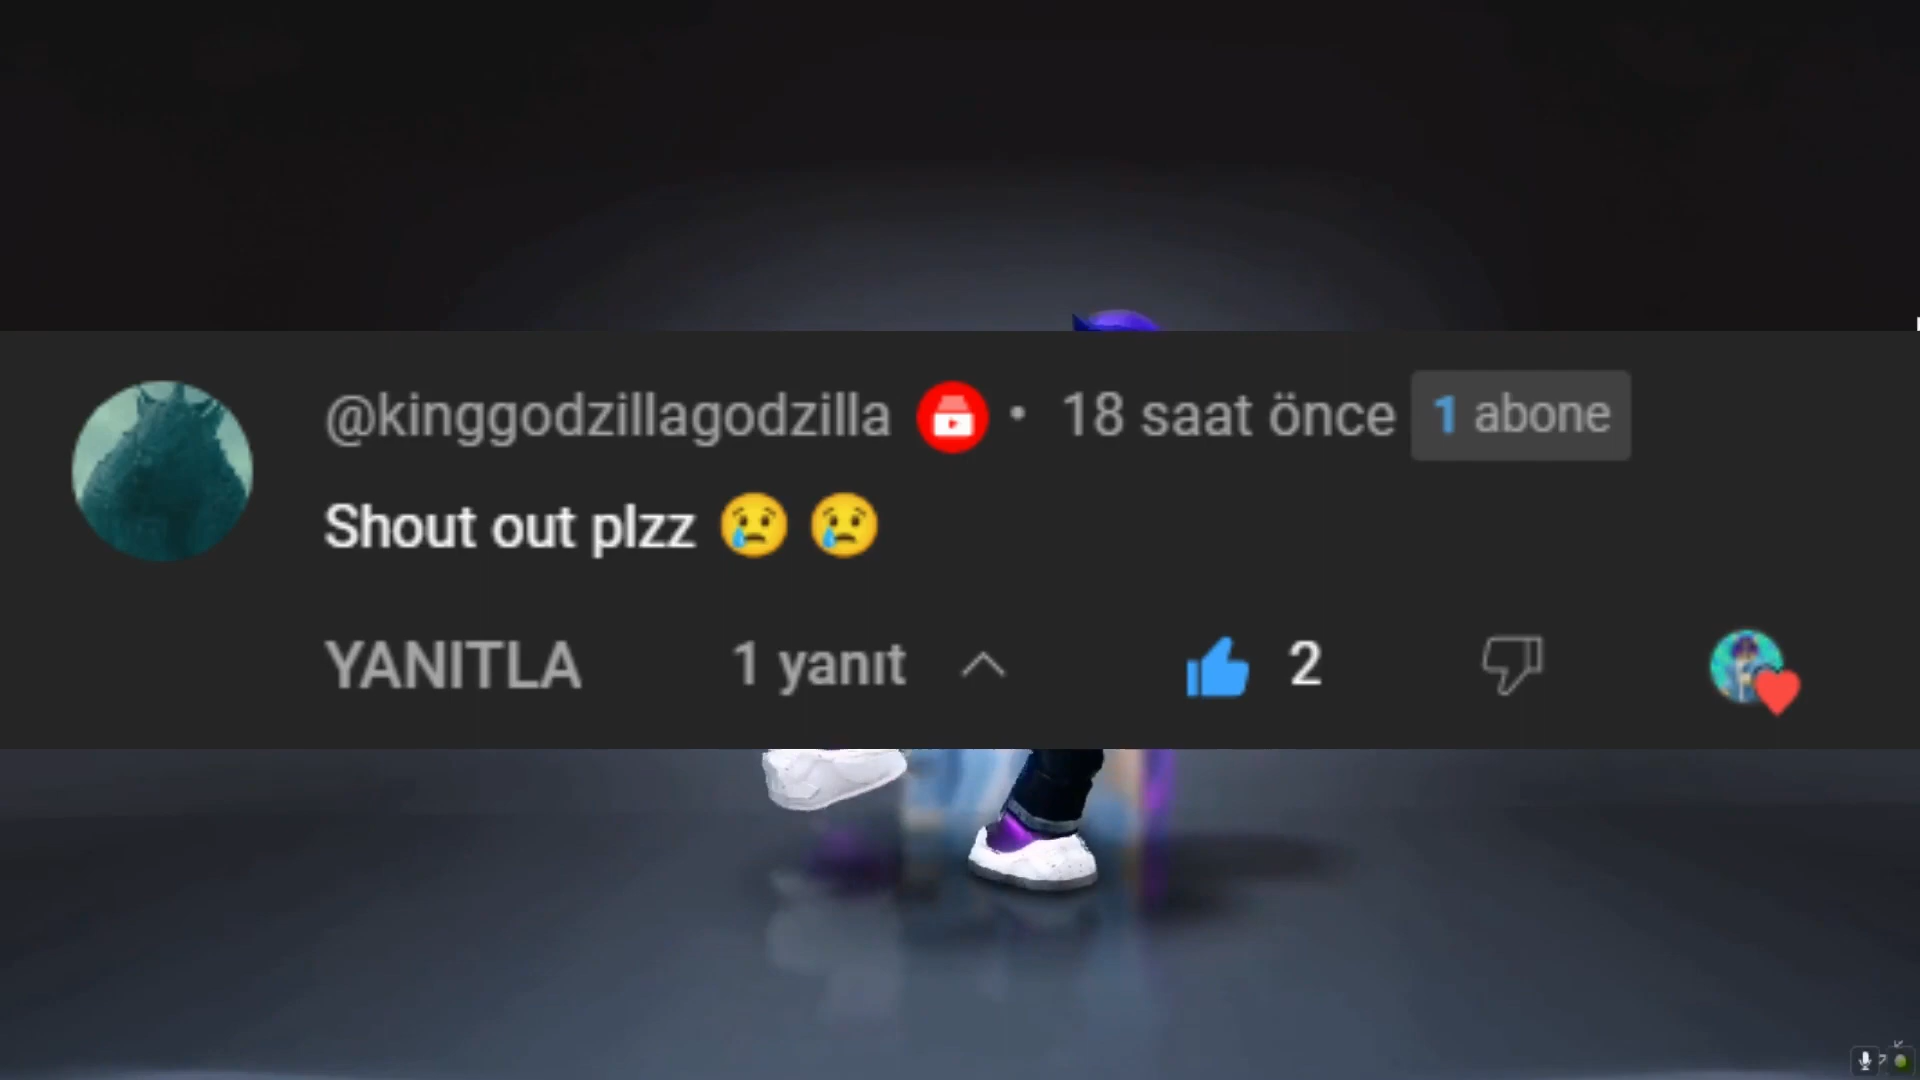 @kinggodzillagodzilla • 18 saat önce 1 abone
Shout out plzz 😢 😢
YANITLA 1 yanıt 2